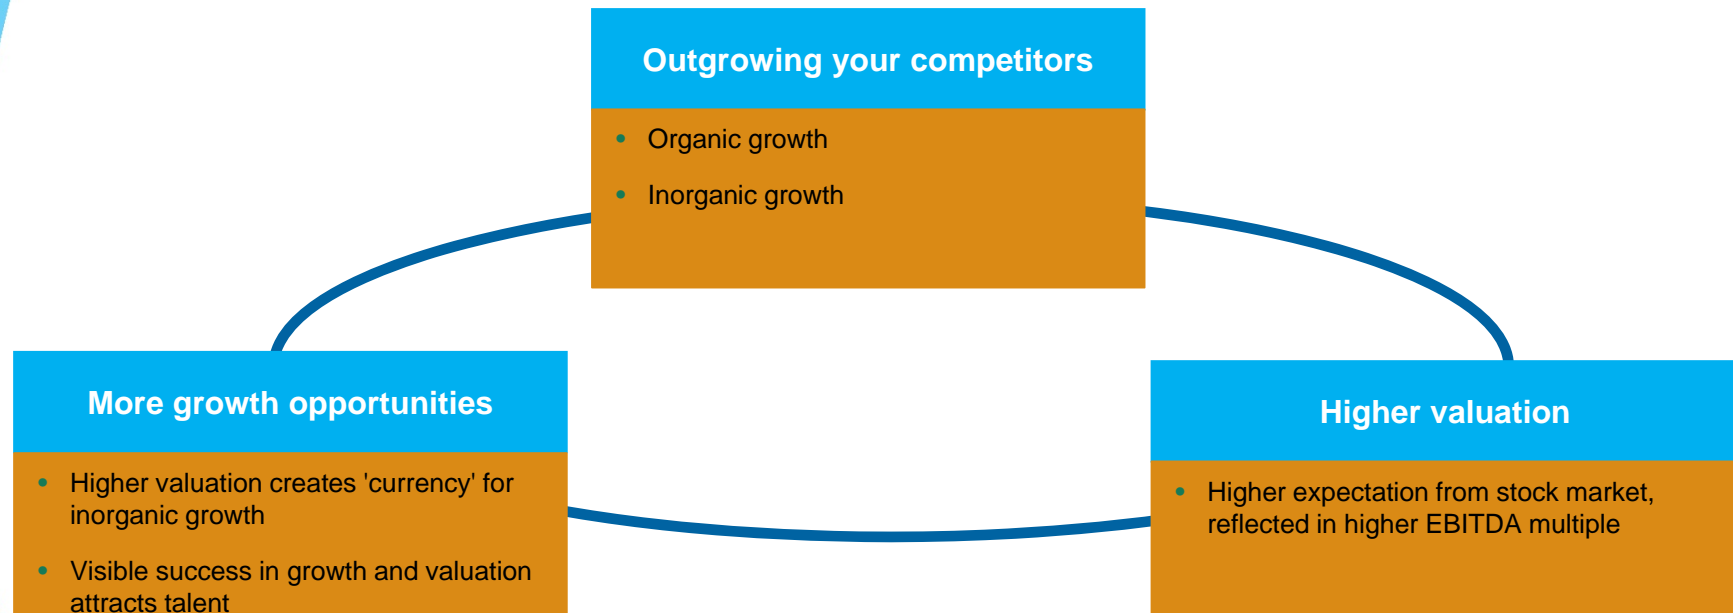 Outgrowing your competitors
• Organic growth
• Inorganic growth
More growth opportunities
• Higher valuation creates 'currency' for
inorganic growth
• Visible success in growth and valuation
attracts talent
Higher valuation
• Higher expectation from stock market,
reflected in higher EBITDA multiple